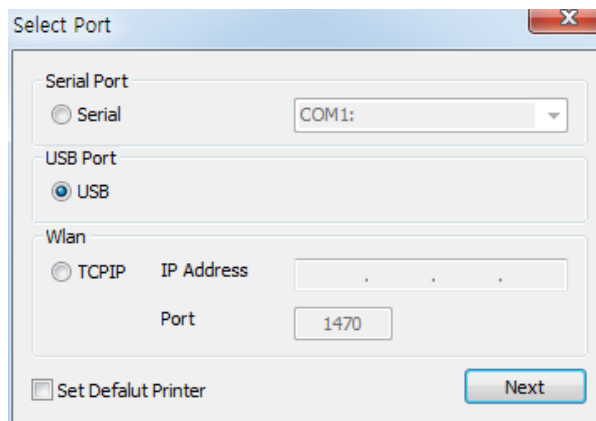 Select Port
Serial Port
Serial COM1:
USB Port
USB
Wlan
TCPIP IP Address . . .
Port 1470
Set Defalut Printer Next